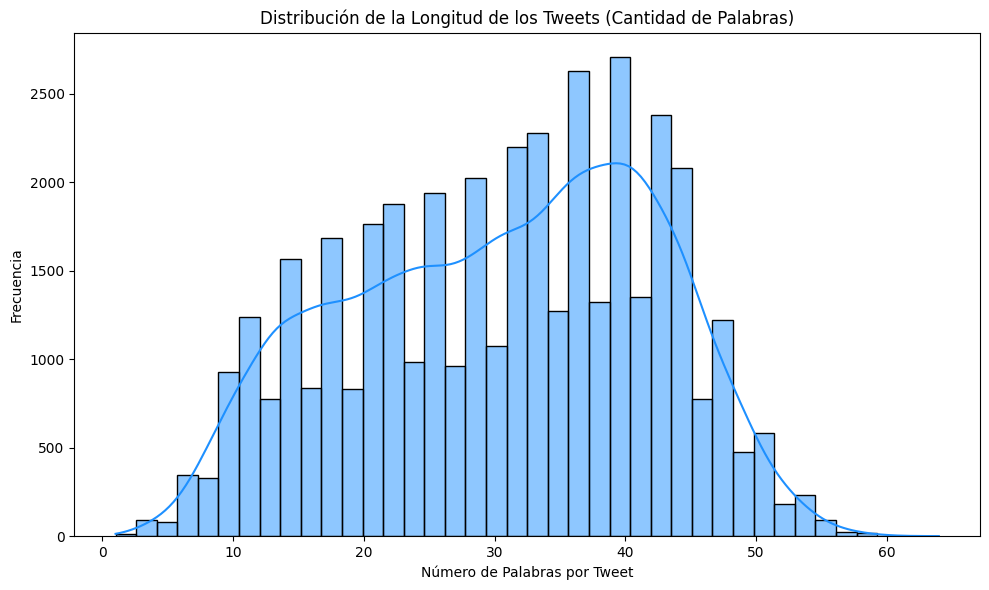 Distribución de la Longitud de los Tweets (Cantidad de Palabras)
Frecuencia
2500
2000
1500
1000
500
0
0 10 20 30 40 50 60
Número de Palabras por Tweet